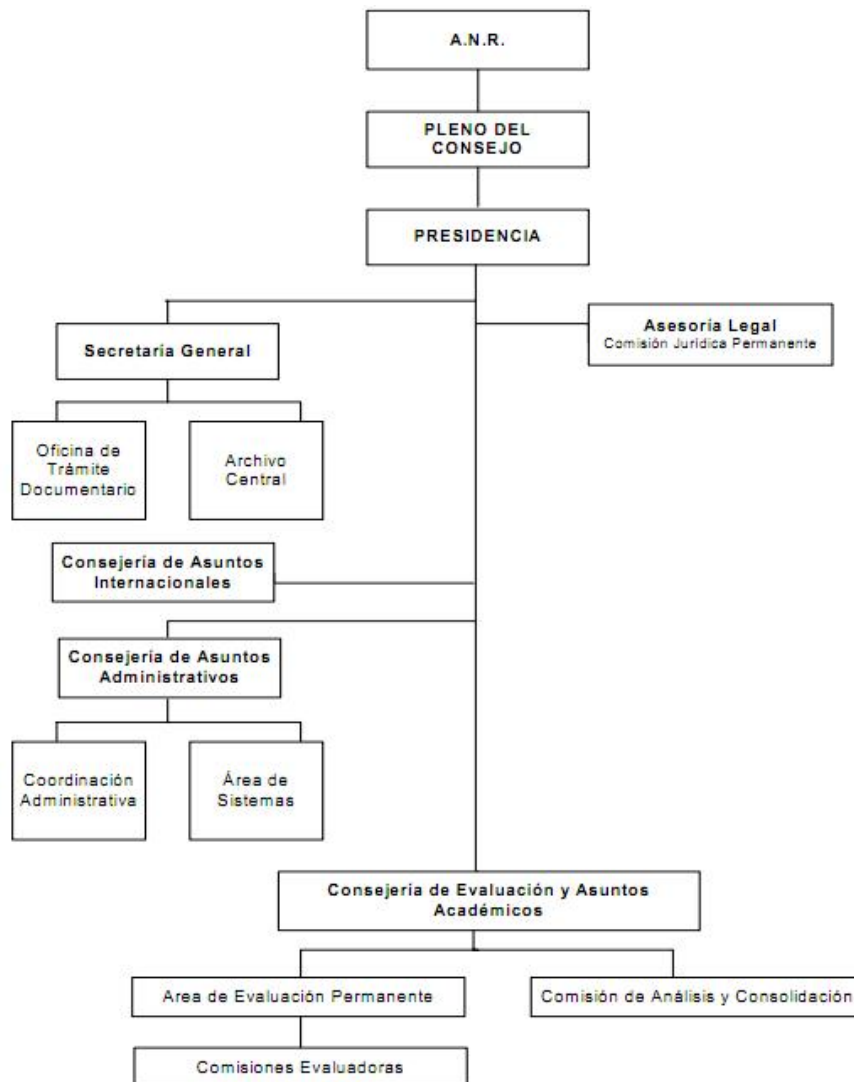 A.N.R.
PLENO DEL
CONSEJO
PRESIDENCIA
Secretaría General
Asesoría Legal
Comisión Jurídica Permanente
Oficina de
Trámite
Documentario
Archivo
Central
Consejería de Asuntos
Internacionales
Consejería de Asuntos
Administrativos
Coordinación
Administrativa
Área de
Sistemas
Consejería de Evaluación y Asuntos
Académicos
Area de Evaluación Permanente
Comisión de Análisis y Consolidación
Comisiones Evaluadoras